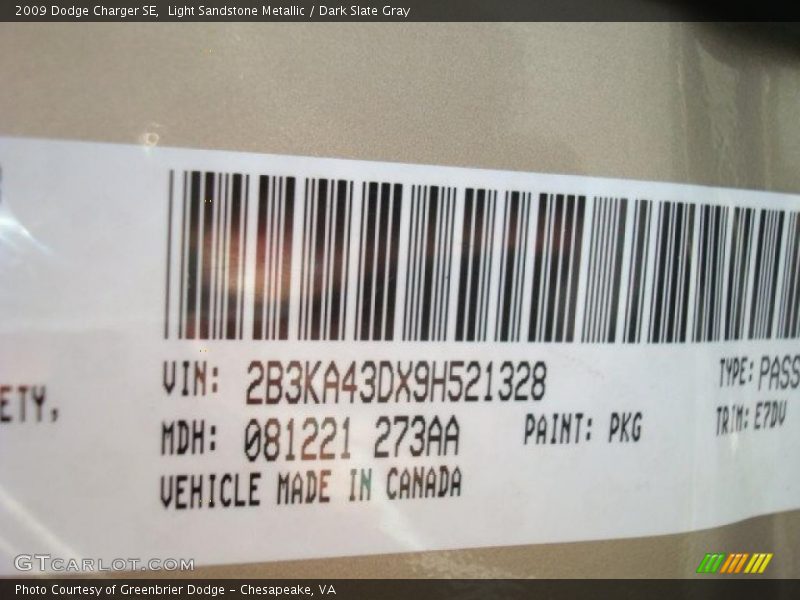 2009 Dodge Charger SE,  Light Sandstone Metallic / Dark Slate Gray
VIN: 2B3KA43DX9H521328
TYPE: PASS
ETY,
MDH: 081221 273AA
PAINT: PKG
TRIM: E7DV
VEHICLE MADE IN CANADA
GTCARLOT.COM
Photo Courtesy of Greenbrier Dodge – Chesapeake, VA